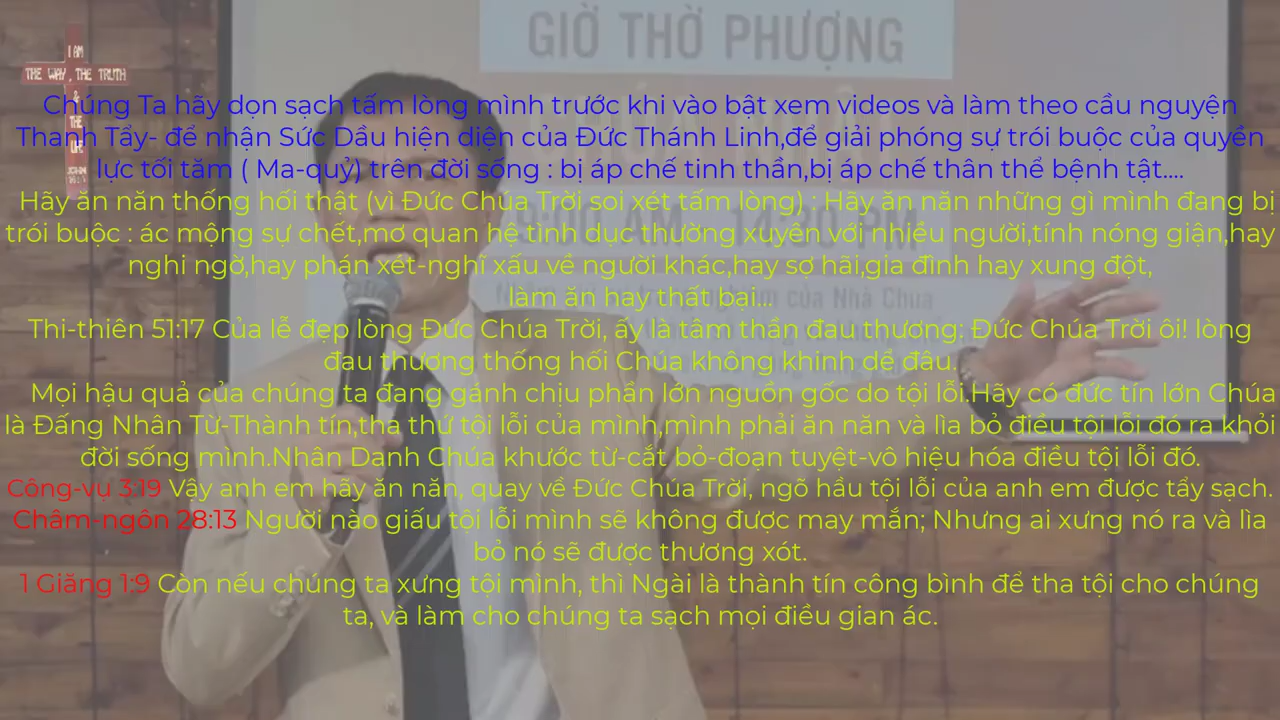 GIỜ THỜ PHƯỢNG
I AM
THE WAY, THE TRUTH
&
THE
LIFE
Chúng Ta hãy dọn sạch tấm lòng mình trước khi vào bật xem videos và làm theo cầu nguyện
Thanh Tẩy- để nhận Sức Dầu hiện diện của Đức Thánh Linh,để giải phóng sự trói buộc của quyền
lực tối tăm ( Ma-quỷ) trên đời sống : bị áp chế tinh thần,bị áp chế thân thể bệnh tật....
Hãy ăn năn thống hối thật (vì Đức Chúa Trời soi xét tấm lòng) : Hãy ăn năn những gì mình đang bị
trói buộc : ác mộng sự chết,mơ quan hệ tình dục thường xuyên với nhiều người,tính nóng giận,hay
nghi ngờ,hay phán xét-nghĩ xấu về người khác,hay sợ hãi,gia đình hay xung đột,
làm ăn hay thất bại...
9:00 AM - 14:30 PM
của Nhà Chúa
Thi-thiên 51:17 Của lễ đẹp lòng Đức Chúa Trời, ấy là tâm thần đau thương: Đức Chúa Trời ôi! lòng
đau thương thống hối Chúa không khinh dể đâu.
Mọi hậu quả của chúng ta đang gánh chịu phần lớn nguồn gốc do tội lỗi.Hãy có đức tin lớn Chúa
là Đấng Nhân Từ-Thành tín,tha thứ tội lỗi của mình,mình phải ăn năn và lìa bỏ điều tội lỗi đó ra khỏi
đời sống mình.Nhân Danh Chúa khước từ-cắt bỏ-đoạn tuyệt-vô hiệu hóa điều tội lỗi đó.
Công-vụ 3:19 Vậy anh em hãy ăn năn, quay về Đức Chúa Trời, ngõ hầu tội lỗi của anh em được tẩy sạch.
Châm-ngôn 28:13 Người nào giấu tội lỗi mình sẽ không được may mắn; Nhưng ai xưng nó ra và lìa
bỏ nó sẽ được thương xót.
1 Giăng 1:9 Còn nếu chúng ta xưng tội mình, thì Ngài là thành tín công bình để tha tội cho chúng
ta, và làm cho chúng ta sạch mọi điều gian ác.